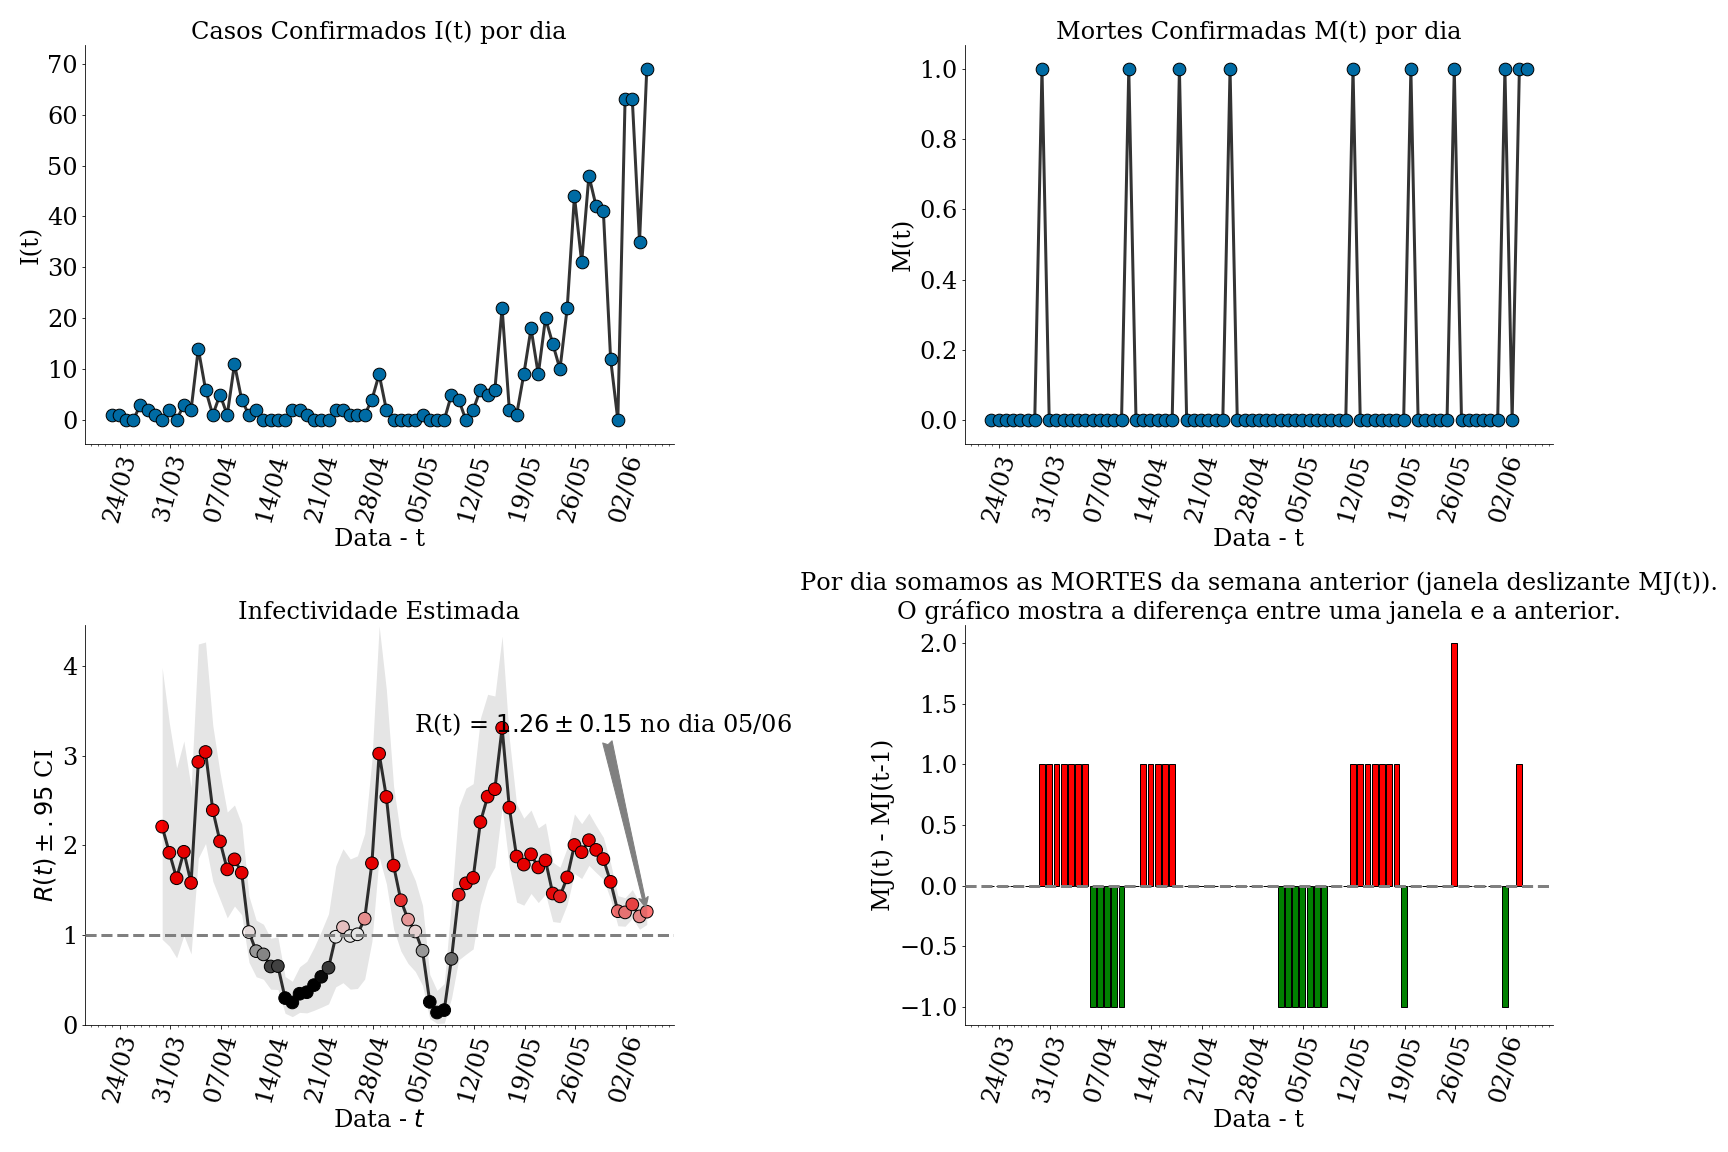 Casos Confirmados I(t) por dia
I(t)
70
60
50
40
30
20
10
0
24/03 31/03 07/04 14/04 21/04 28/04 05/05 12/05 19/05 26/05 02/06
Data - t
Mortes Confirmadas M(t) por dia
M(t)
1.0
0.8
0.6
0.4
0.2
0.0
24/03 31/03 07/04 14/04 21/04 28/04 05/05 12/05 19/05 26/05 02/06
Data - t
Infectividade Estimada
R(t) ± .95 CI
4
3
2
1
0
R(t) = 1.26 ± 0.15 no dia 05/06
24/03 31/03 07/04 14/04 21/04 28/04 05/05 12/05 19/05 26/05 02/06
Data - t
Por dia somamos as MORTES da semana anterior (janela deslizante MJ(t)).
O gráfico mostra a diferença entre uma janela e a anterior.
MJ(t) - MJ(t-1)
2.0
1.5
1.0
0.5
0.0
−0.5
−1.0
24/03 31/03 07/04 14/04 21/04 28/04 05/05 12/05 19/05 26/05 02/06
Data - t